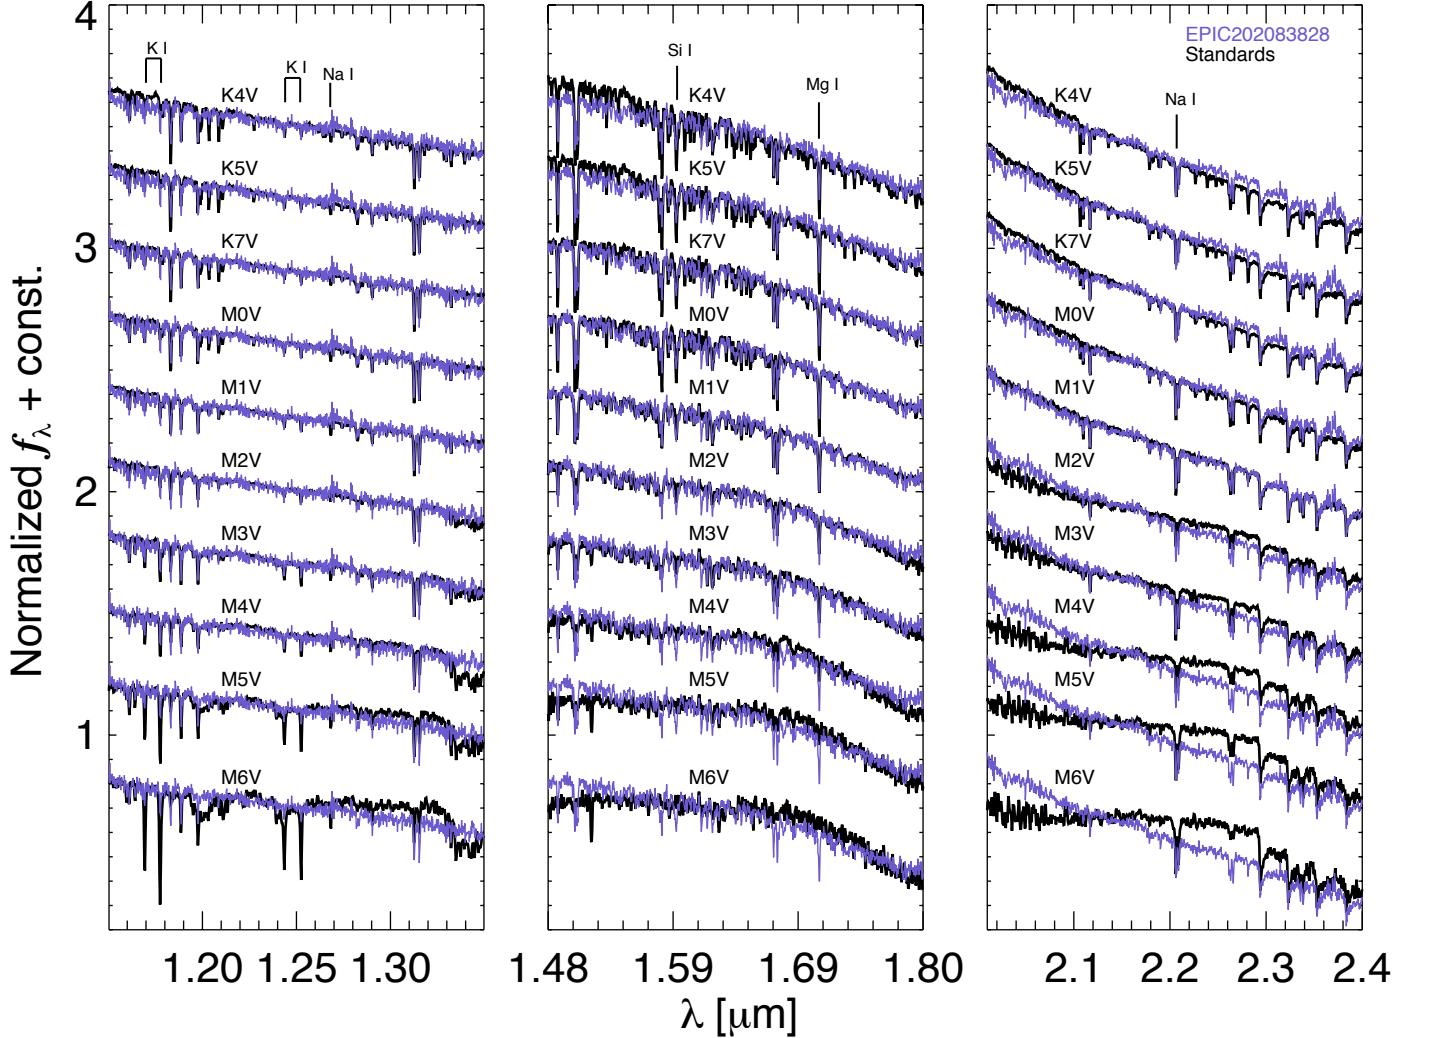 4
3
2
1
Normalized fλ + const.
K I
K I
Na I
K4V
K5V
K7V
M0V
M1V
M2V
M3V
M4V
M5V
M6V
1.20 1.25 1.30
Si I
Mg I
K4V
K5V
K7V
M0V
M1V
M2V
M3V
M4V
M5V
M6V
1.48 1.59 1.69 1.80
EPIC202083828
Standards
Na I
K4V
K5V
K7V
M0V
M1V
M2V
M3V
M4V
M5V
M6V
2.1 2.2 2.3 2.4
λ [μm]